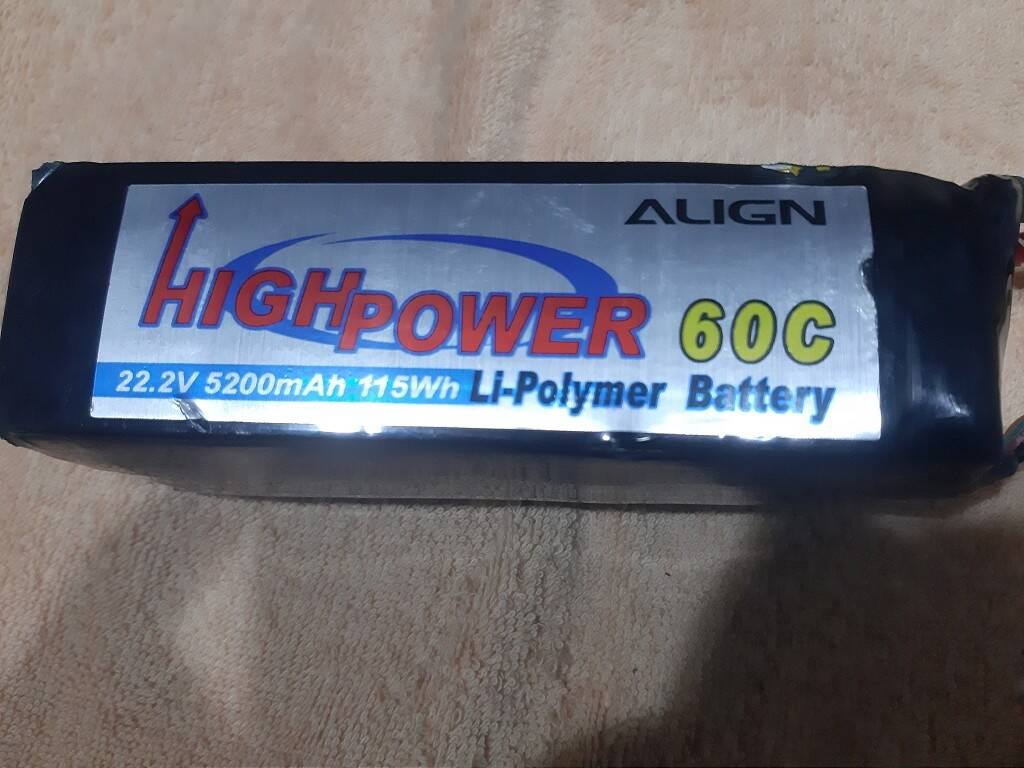 ALIGN
HIGHPOWER 60C
22.2V 5200mAh 115Wh Li-Polymer Battery